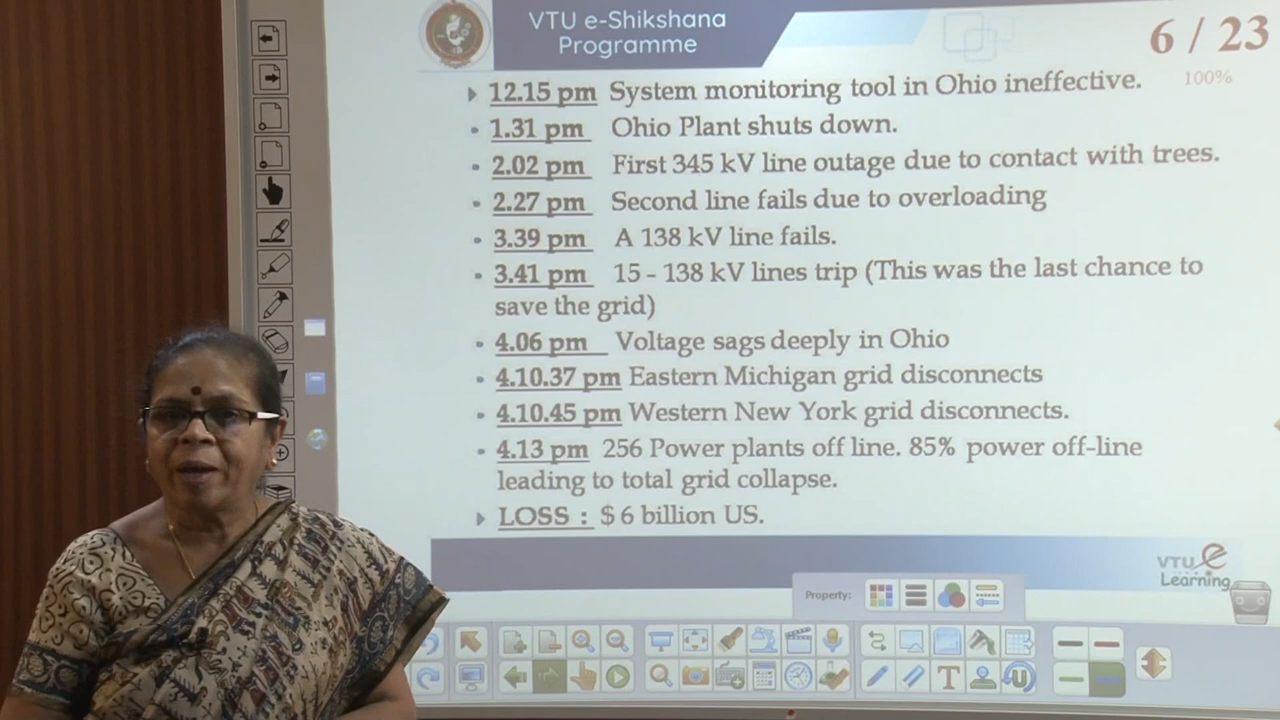 VTU e-Shikshana
Programme
6 / 23
100%
12.15 pm System monitoring tool in Ohio ineffective.
1.31 pm Ohio Plant shuts down.
2.02 pm First 345 kV line outage due to contact with trees.
2.27 pm Second line fails due to overloading
3.39 pm A 138 kV line fails.
3.41 pm 15 - 138 kV lines trip (This was the last chance to
save the grid)
4.06 pm Voltage sags deeply in Ohio
4.10.37 pm Eastern Michigan grid disconnects
4.10.45 pm Western New York grid disconnects.
4.13 pm 256 Power plants off line. 85% power off-line
leading to total grid collapse.
LOSS : $ 6 billion US.
VTU e
Learning
Property:
T